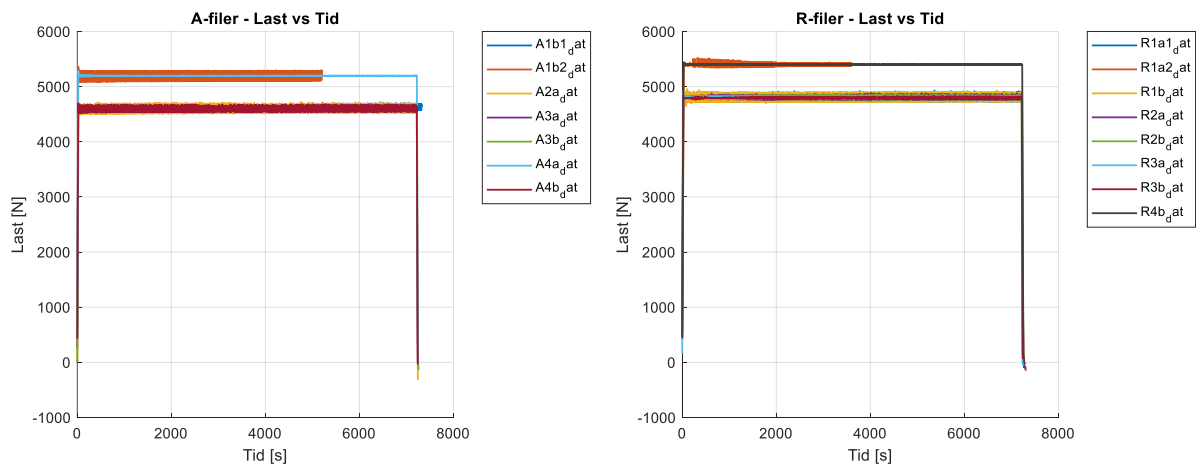 A-filer - Last vs Tid
6000
5000
4000
3000
2000
1000
0
-1000
Last [N]
0 2000 4000 6000 8000
Tid [s]
A1b1_dat
A1b2_dat
A2a_dat
A3a_dat
A3b_dat
A4a_dat
A4b_dat
R-filer - Last vs Tid
6000
5000
4000
3000
2000
1000
0
-1000
Last [N]
0 2000 4000 6000 8000
Tid [s]
R1a1_dat
R1a2_dat
R1b_dat
R2a_dat
R2b_dat
R3a_dat
R3b_dat
R4b_dat